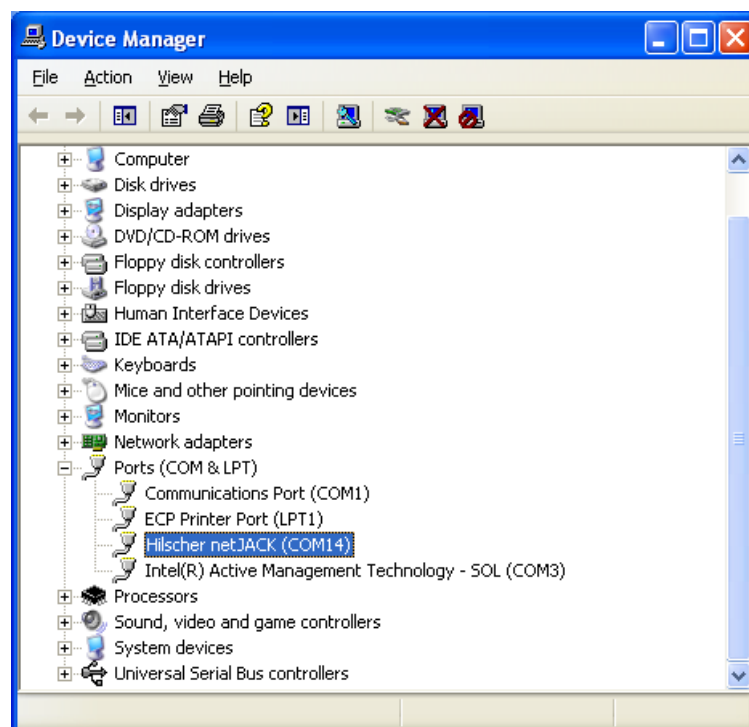 Device Manager
File Action View Help
Computer
Disk drives
Display adapters
DVD/CD-ROM drives
Floppy disk controllers
Floppy disk drives
Human Interface Devices
IDE ATA/ATAPI controllers
Keyboards
Mice and other pointing devices
Monitors
Network adapters
Ports (COM & LPT)
Communications Port (COM1)
ECP Printer Port (LPT1)
Hilscher netJACK (COM14)
Intel(R) Active Management Technology - SOL (COM3)
Processors
Sound, video and game controllers
System devices
Universal Serial Bus controllers